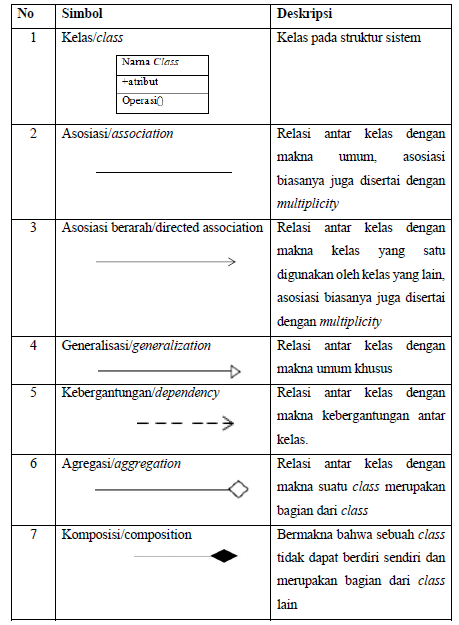 No Simbol Deskripsi
1 Kelas/class Kelas pada struktur sistem
Nama Class
+atribut
Operasi()
2 Asosiasi/association Relasi antar kelas dengan
makna umum, asosiasi
biasanya juga disertai dengan
multiplicity
3 Asosiasi berarah/directed association Relasi antar kelas dengan
makna kelas yang satu
digunakan oleh kelas yang lain,
asosiasi biasanya juga disertai
dengan multiplicity
4 Generalisasi/generalization Relasi antar kelas dengan
makna umum khusus
5 Kebergantungan/dependency Relasi antar kelas dengan
makna kebergantungan antar
kelas.
6 Agregasi/aggregation Relasi antar kelas dengan
makna suatu class merupakan
bagian dari class
7 Komposisi/composition Bermakna bahwa sebuah class
tidak dapat berdiri sendiri dan
merupakan bagian dari class
lain